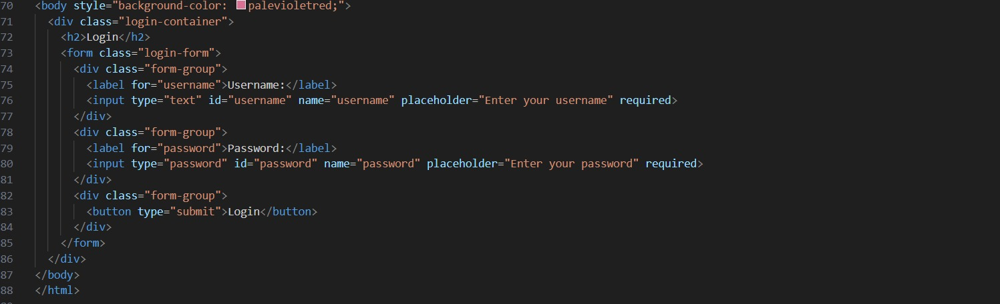 70 <body style="background-color: palevioletred;">
71 <div class="login-container">
72 <h2>Login</h2>
73 <form class="login-form">
74 <div class="form-group">
75 <label for="username">Username:</label>
76 <input type="text" id="username" name="username" placeholder="Enter your username" required>
77 </div>
78 <div class="form-group">
79 <label for="password">Password:</label>
80 <input type="password" id="password" name="password" placeholder="Enter your password" required>
81 </div>
82 <div class="form-group">
83 <button type="submit">Login</button>
84 </div>
85 </form>
86 </div>
87 </body>
88 </html>